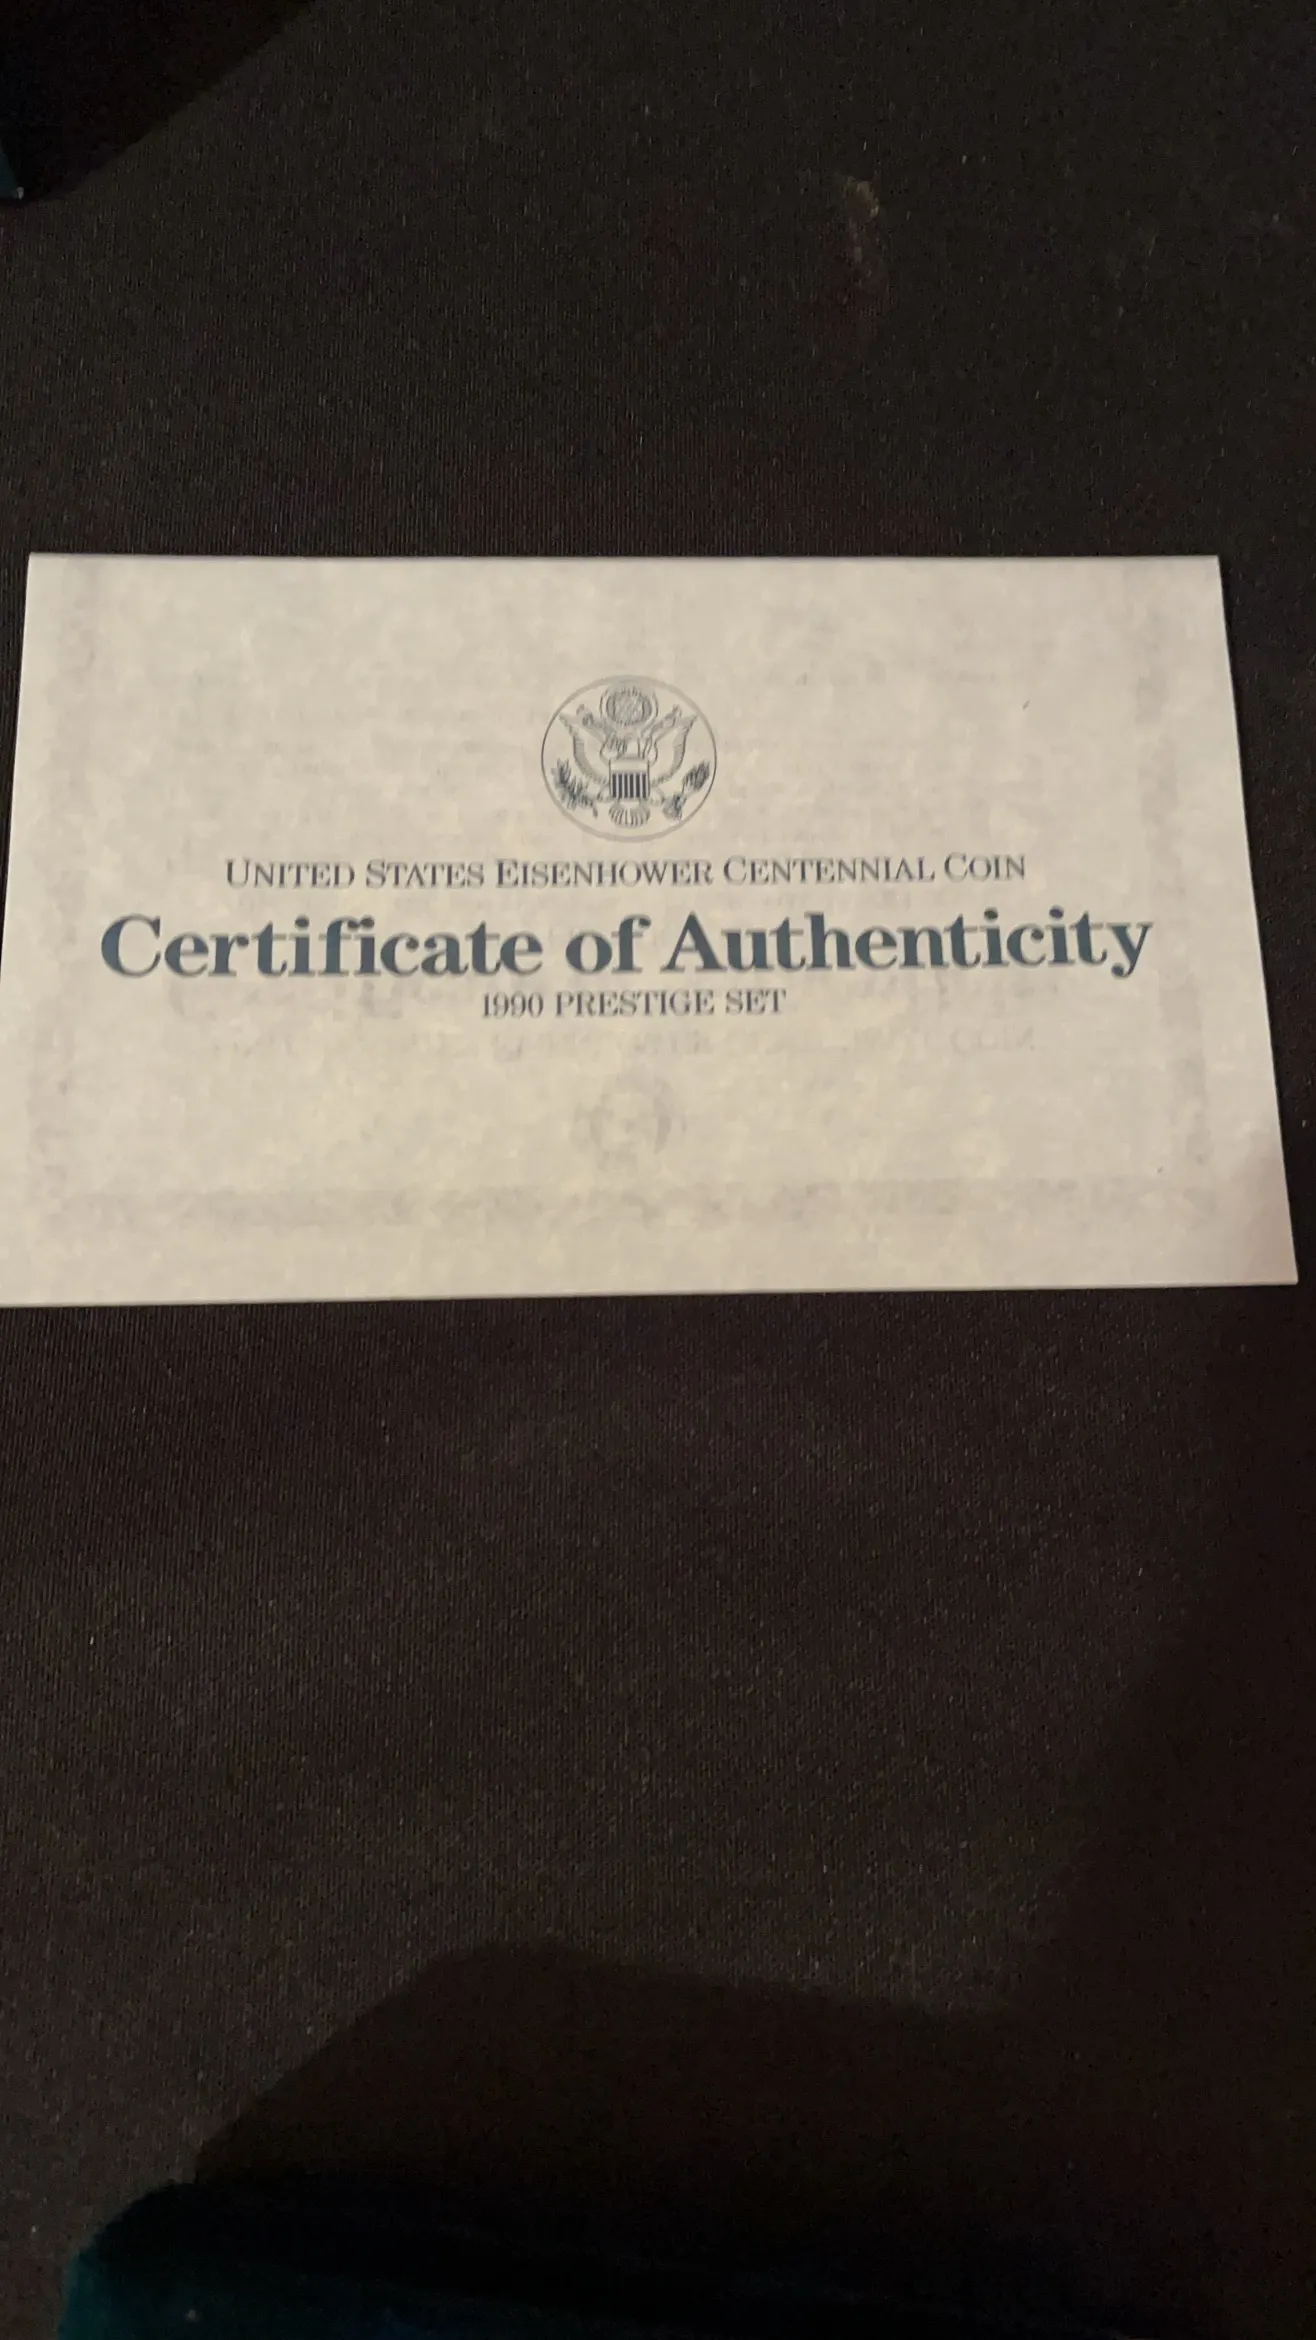 UNITED STATES EISENHOWER CENTENNIAL COIN
Certificate of Authenticity
1990 PRESTIGE SET